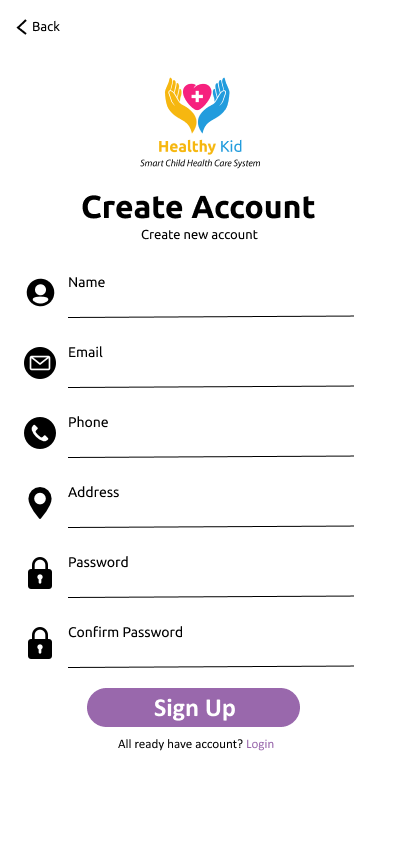 Back
Healthy Kid
Smart Child Health Care System
Create Account
Create new account
Name
Email
Phone
Address
Password
Confirm Password
Sign Up
All ready have account? Login